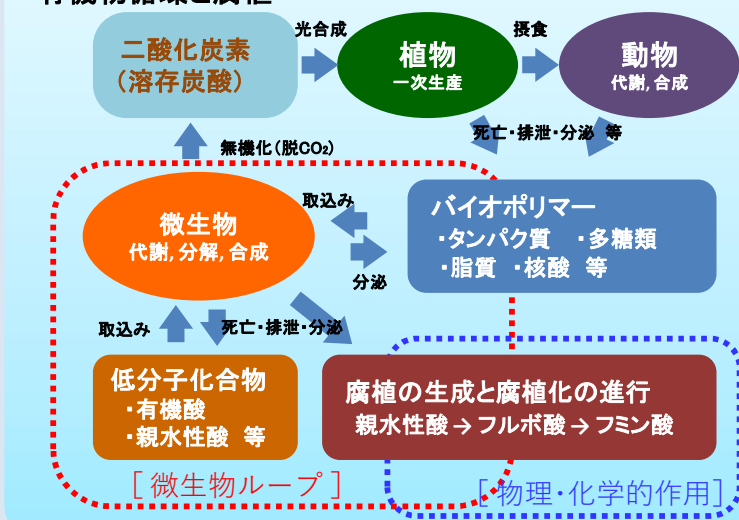 光合成
摂食
二酸化炭素
(溶存炭酸)
植物
一次生産
動物
代謝, 合成
死亡・排泄・分泌 等
無機化(脱CO₂)
微生物
代謝, 分解, 合成
取込み
分泌
バイオポリマー
・タンパク質 ・多糖類
・脂質 ・核酸 等
取込み
死亡・排泄・分泌
低分子化合物
・有機酸
・親水性酸 等
腐植の生成と腐植化の進行
親水性酸→フルボ酸→フミン酸
[ 微生物ループ ]
[ 物理・化学的作用]